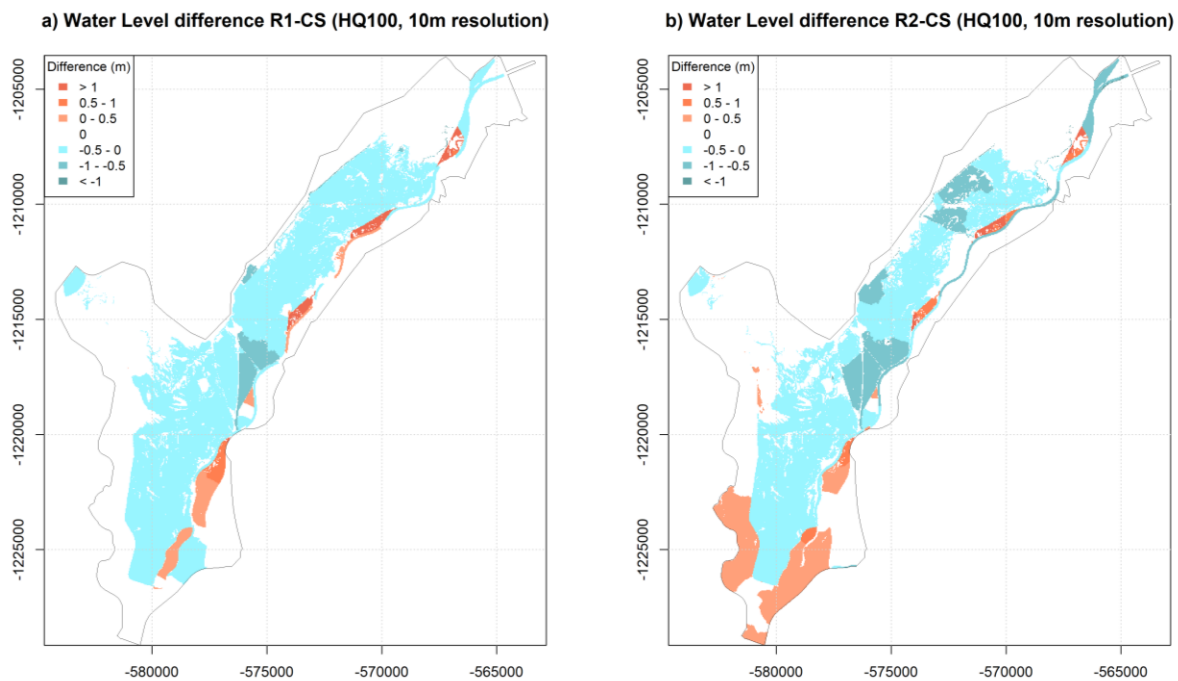 a) Water Level difference R1-CS (HQ100, 10m resolution)
Difference (m)
> 1
0.5 - 1
0 - 0.5
0
-0.5 - 0
-1 - -0.5
< -1
-1205000
-1210000
-1215000
-1220000
-1225000
-580000
-575000
-570000
-565000
b) Water Level difference R2-CS (HQ100, 10m resolution)
Difference (m)
> 1
0.5 - 1
0 - 0.5
0
-0.5 - 0
-1 - -0.5
< -1
-1205000
-1210000
-1215000
-1220000
-1225000
-580000
-575000
-570000
-565000